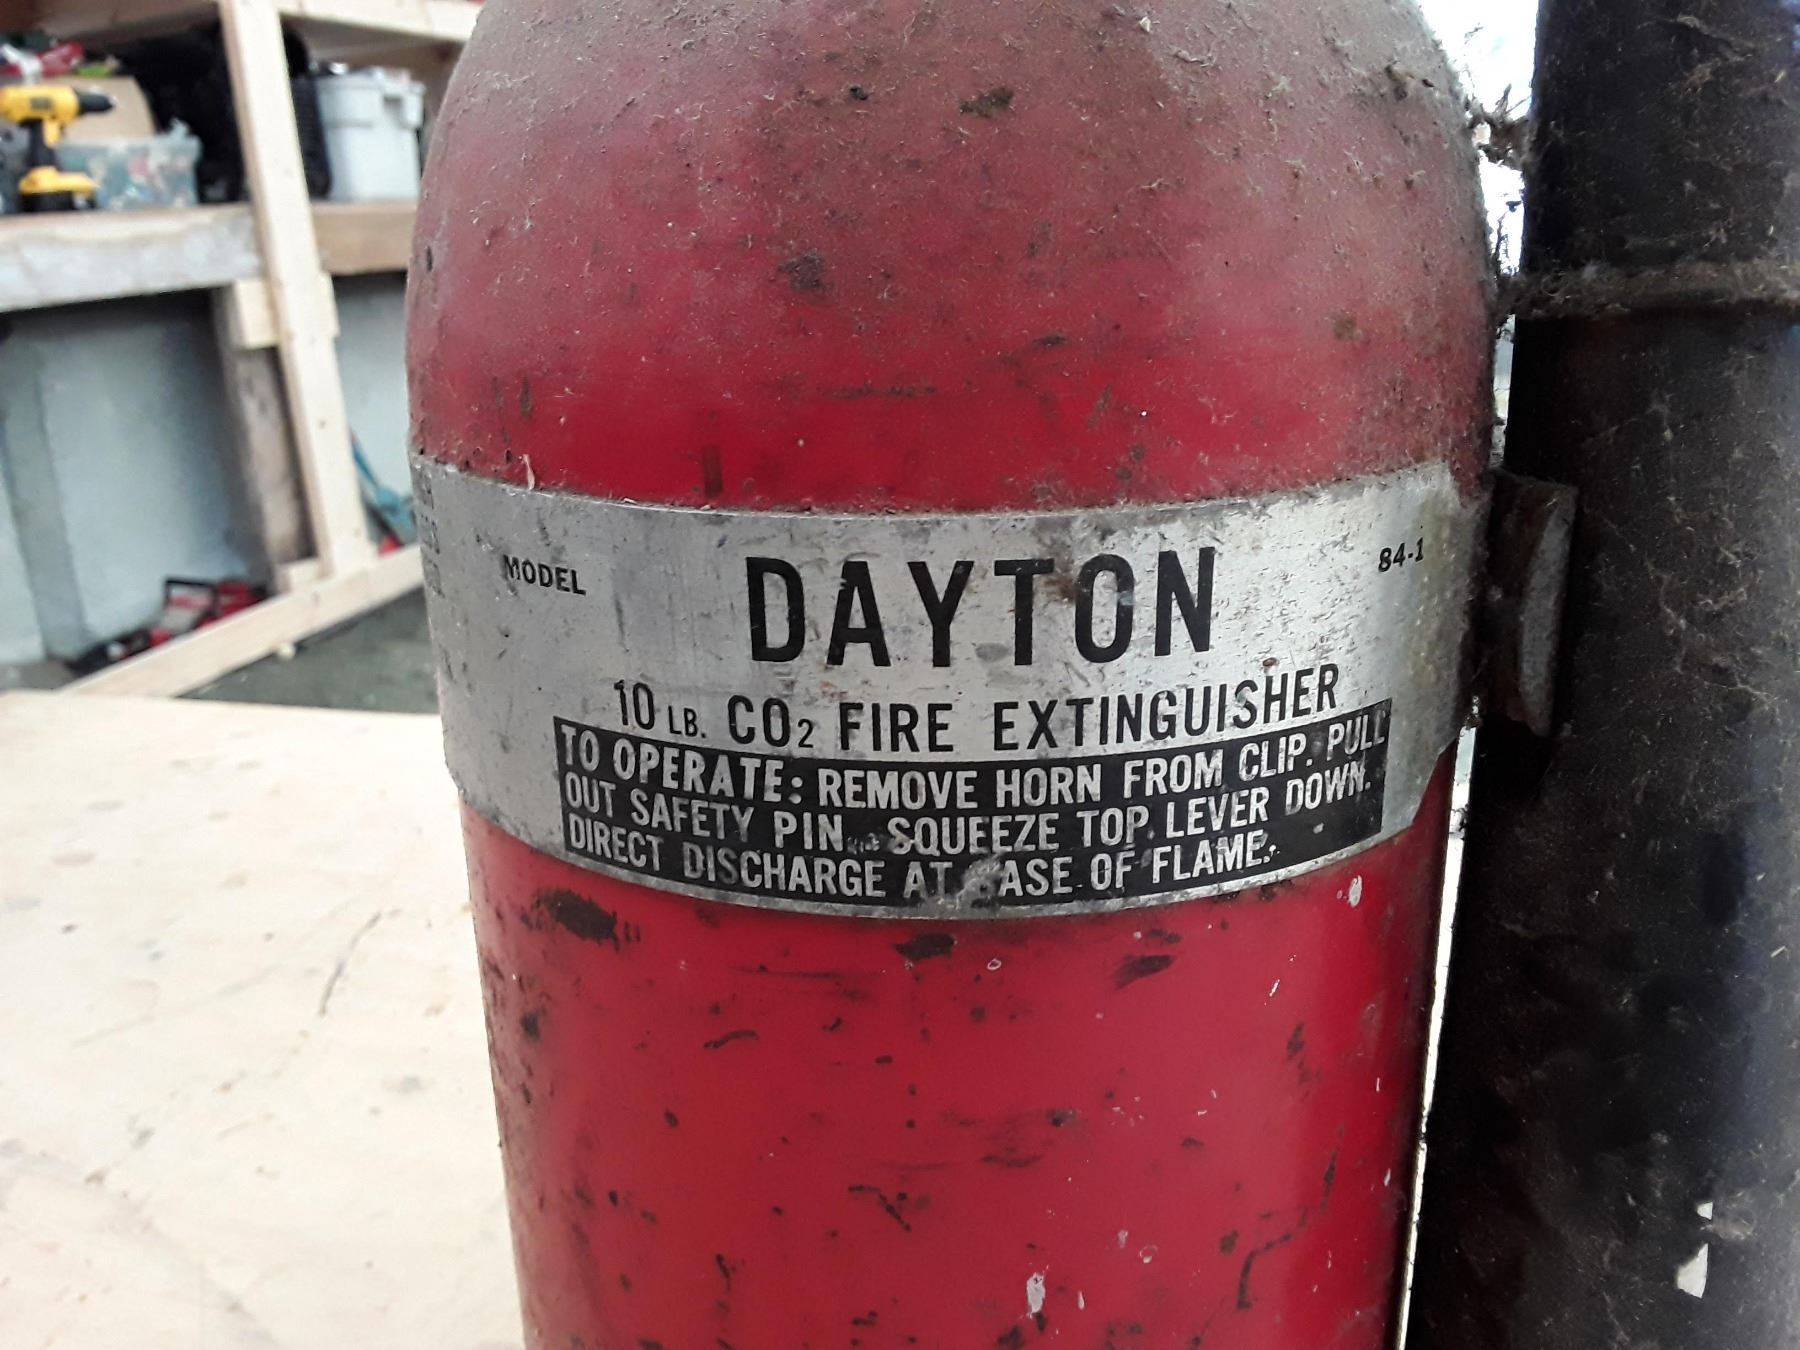 MODEL DAYTON 84-1
10 LB. CO2 FIRE EXTINGUISHER
TO OPERATE: REMOVE HORN FROM CLIP. PULL
OUT SAFETY PIN. SQUEEZE TOP LEVER DOWN.
DIRECT DISCHARGE AT BASE OF FLAME.